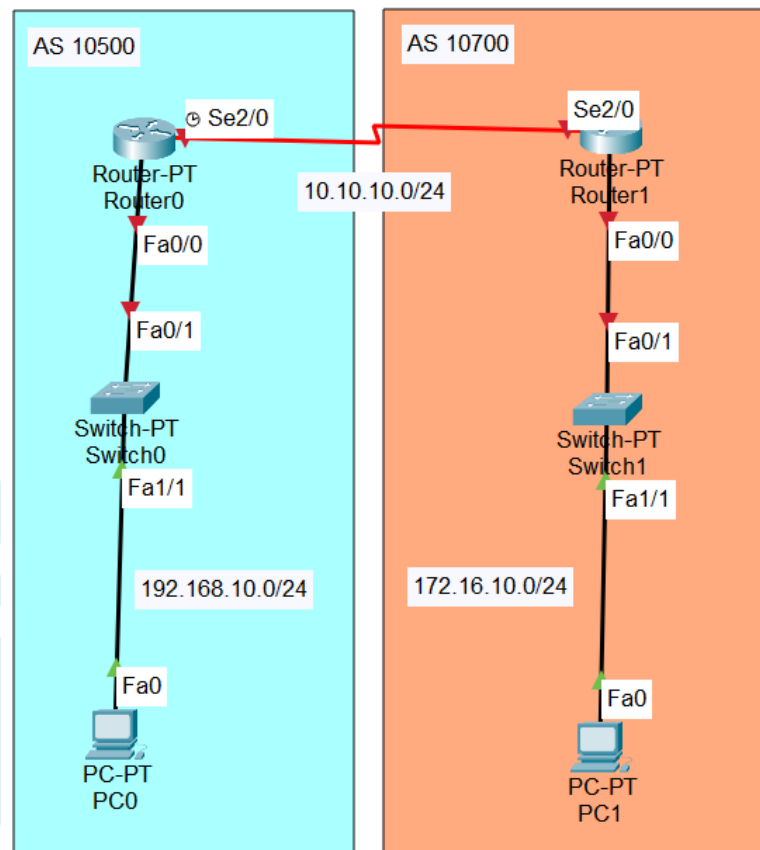 AS 10500
AS 10700
Se2/0
Se2/0
Router-PT
Router0
Router-PT
Router1
10.10.10.0/24
Fa0/0
Fa0/0
Fa0/1
Fa0/1
Switch-PT
Switch0
Switch-PT
Switch1
Fa1/1
Fa1/1
192.168.10.0/24
172.16.10.0/24
Fa0
Fa0
PC-PT
PC0
PC-PT
PC1